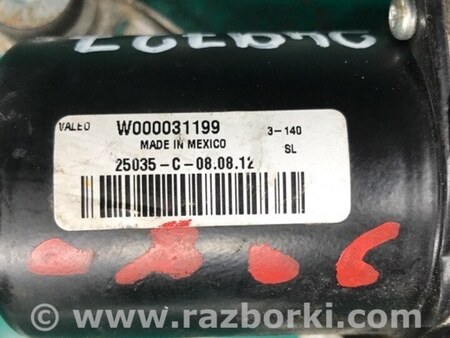 VALEO W000031199 3-140
MADE IN MEXICO SL
25035-C-08.08.12
www.razborki.com